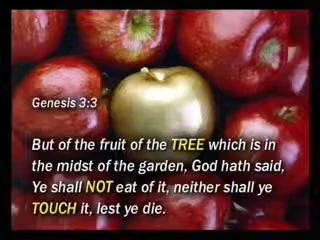 Genesis 3:3
But of the fruit of the TREE which is in
the midst of the garden, God hath said,
Ye shall NOT eat of it, neither shall ye
TOUCH it, lest ye die.